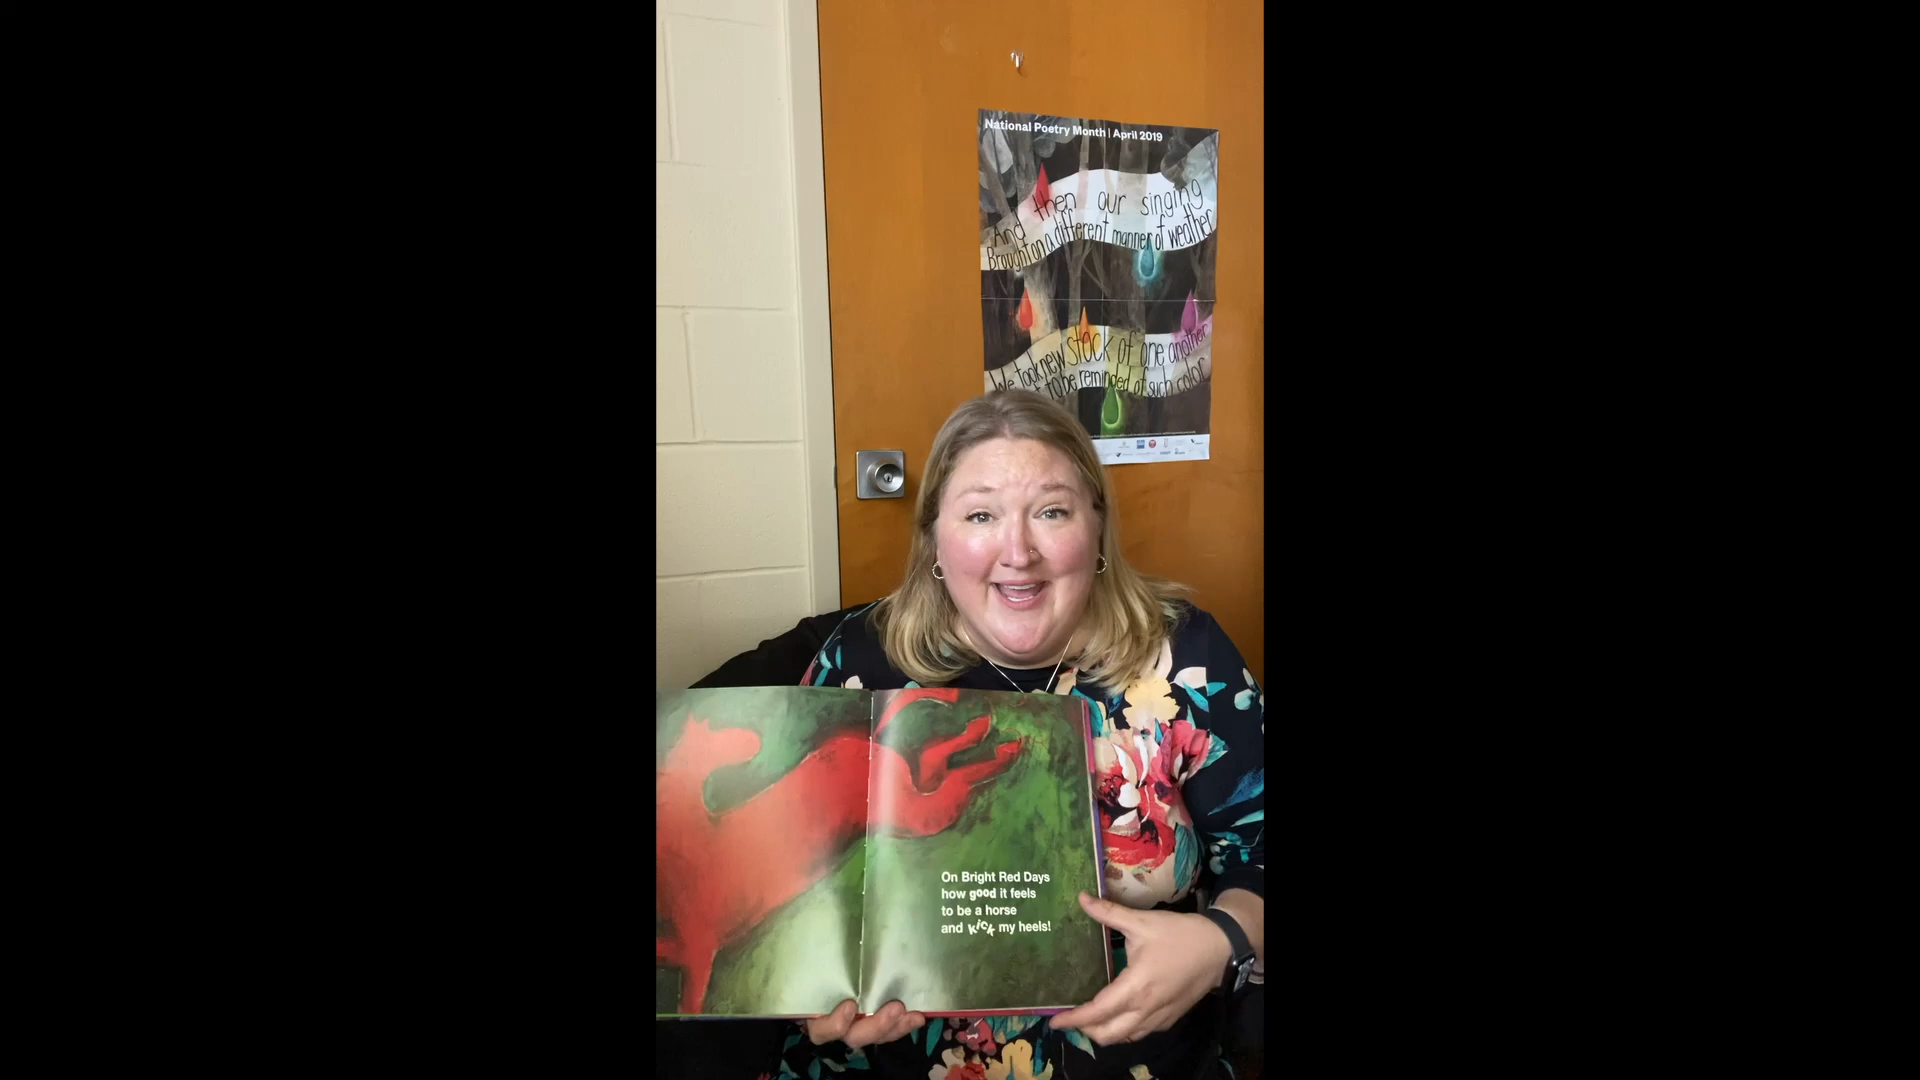 National Poetry Month | April 2019
And then our singing
Brought on a different manner of weather
We took new stock of one another
to be reminded of such color
On Bright Red Days
how good it feels
to be a horse
and kick my heels!